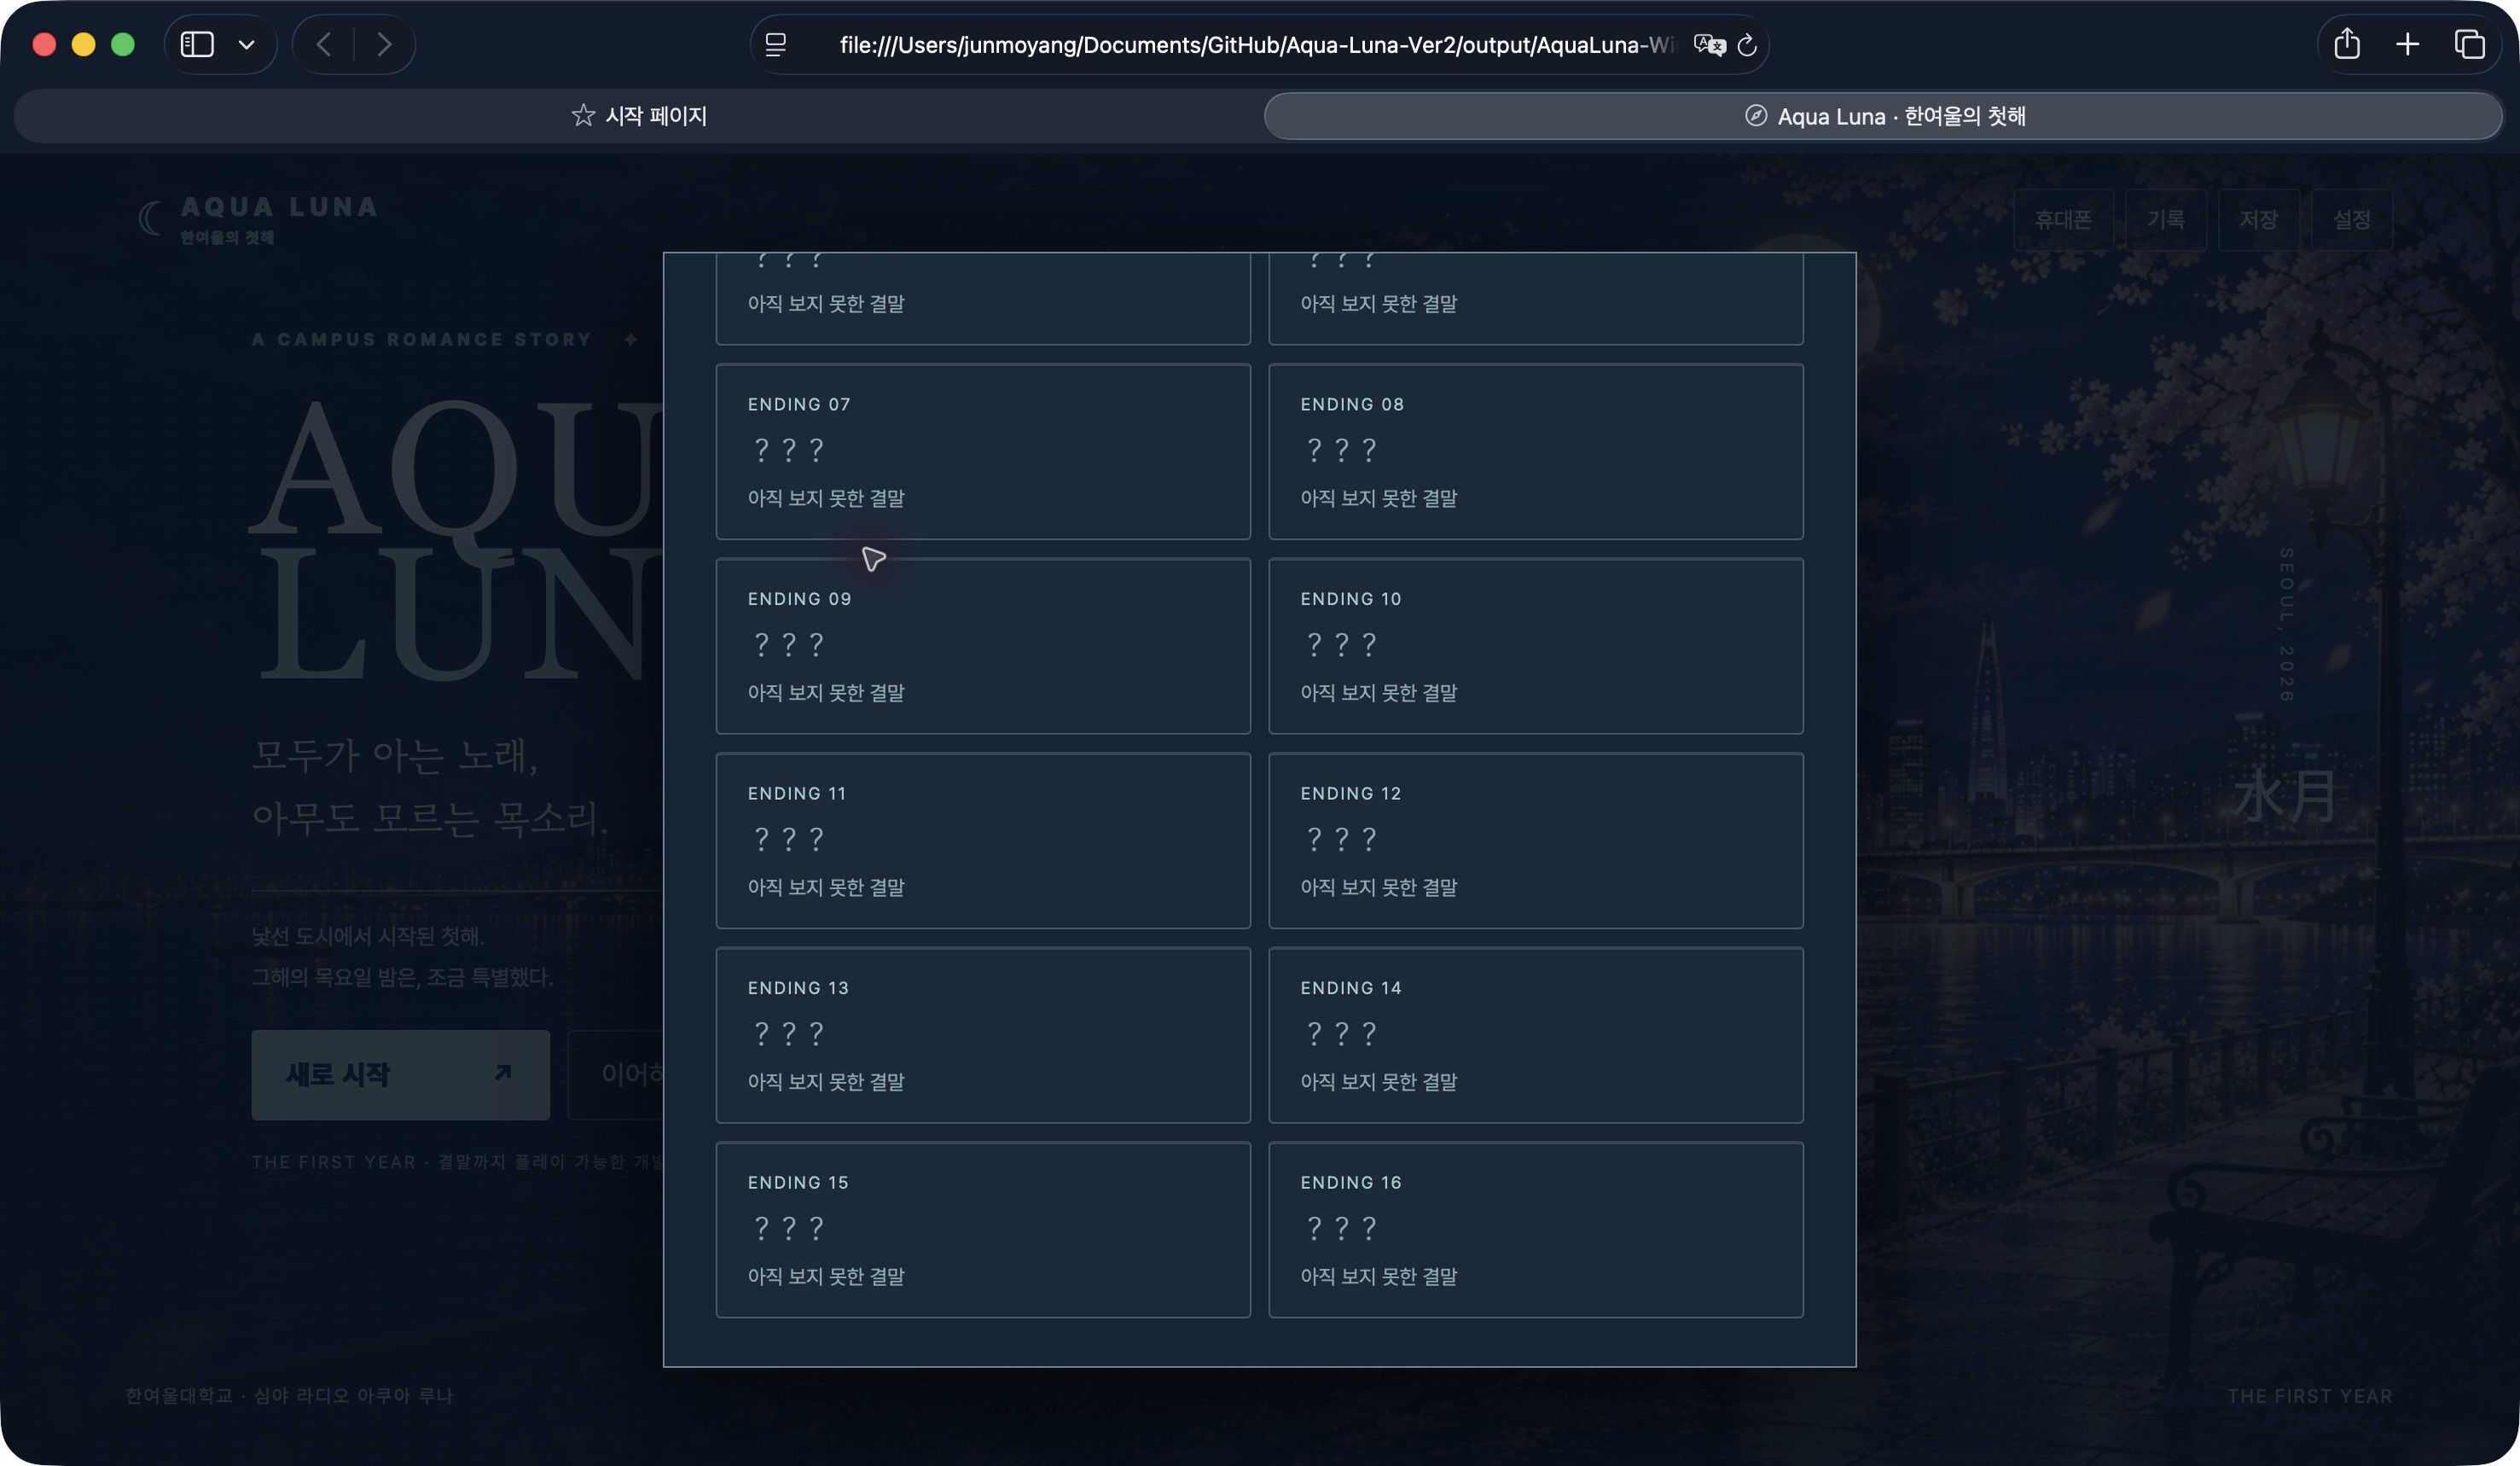 file:///Users/junmoyang/Documents/GitHub/Aqua-Luna-Ver2/output/AquaLuna-Wi
시작 페이지
Aqua Luna · 한여울의 첫해
AQUA LUNA
한여울의 첫해
휴대폰
기록
저장
설정
A CAMPUS ROMANCE STORY
AQU
LUN
모두가 아는 노래,
아무도 모르는 목소리.
낯선 도시에서 시작된 첫해.
그해의 목요일 밤은, 조금 특별했다.
새로 시작
이어하
THE FIRST YEAR · 결말까지 플레이 가능한 개발
? ? ?
아직 보지 못한 결말
? ? ?
아직 보지 못한 결말
ENDING 07
? ? ?
아직 보지 못한 결말
ENDING 08
? ? ?
아직 보지 못한 결말
ENDING 09
? ? ?
아직 보지 못한 결말
ENDING 10
? ? ?
아직 보지 못한 결말
ENDING 11
? ? ?
아직 보지 못한 결말
ENDING 12
? ? ?
아직 보지 못한 결말
ENDING 13
? ? ?
아직 보지 못한 결말
ENDING 14
? ? ?
아직 보지 못한 결말
ENDING 15
? ? ?
아직 보지 못한 결말
ENDING 16
? ? ?
아직 보지 못한 결말
SEOUL, 2026
水月
한여울대학교 · 심야 라디오 아쿠아 루나
THE FIRST YEAR